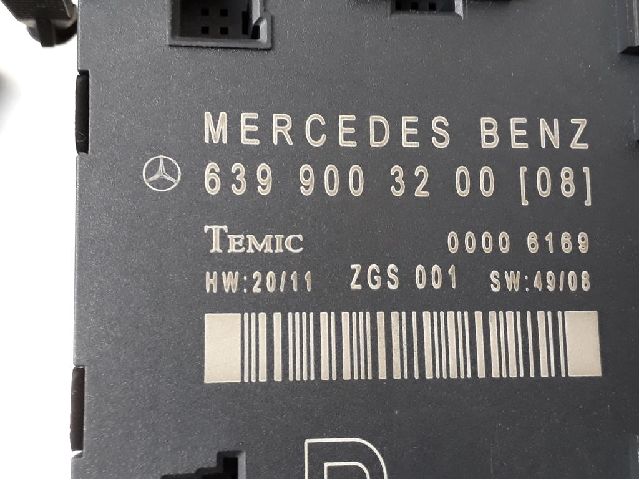 MERCEDES BENZ
639 900 32 00 [08]
TEMIC 0000 6169
HW:20/11 ZGS 001 SW:49/08